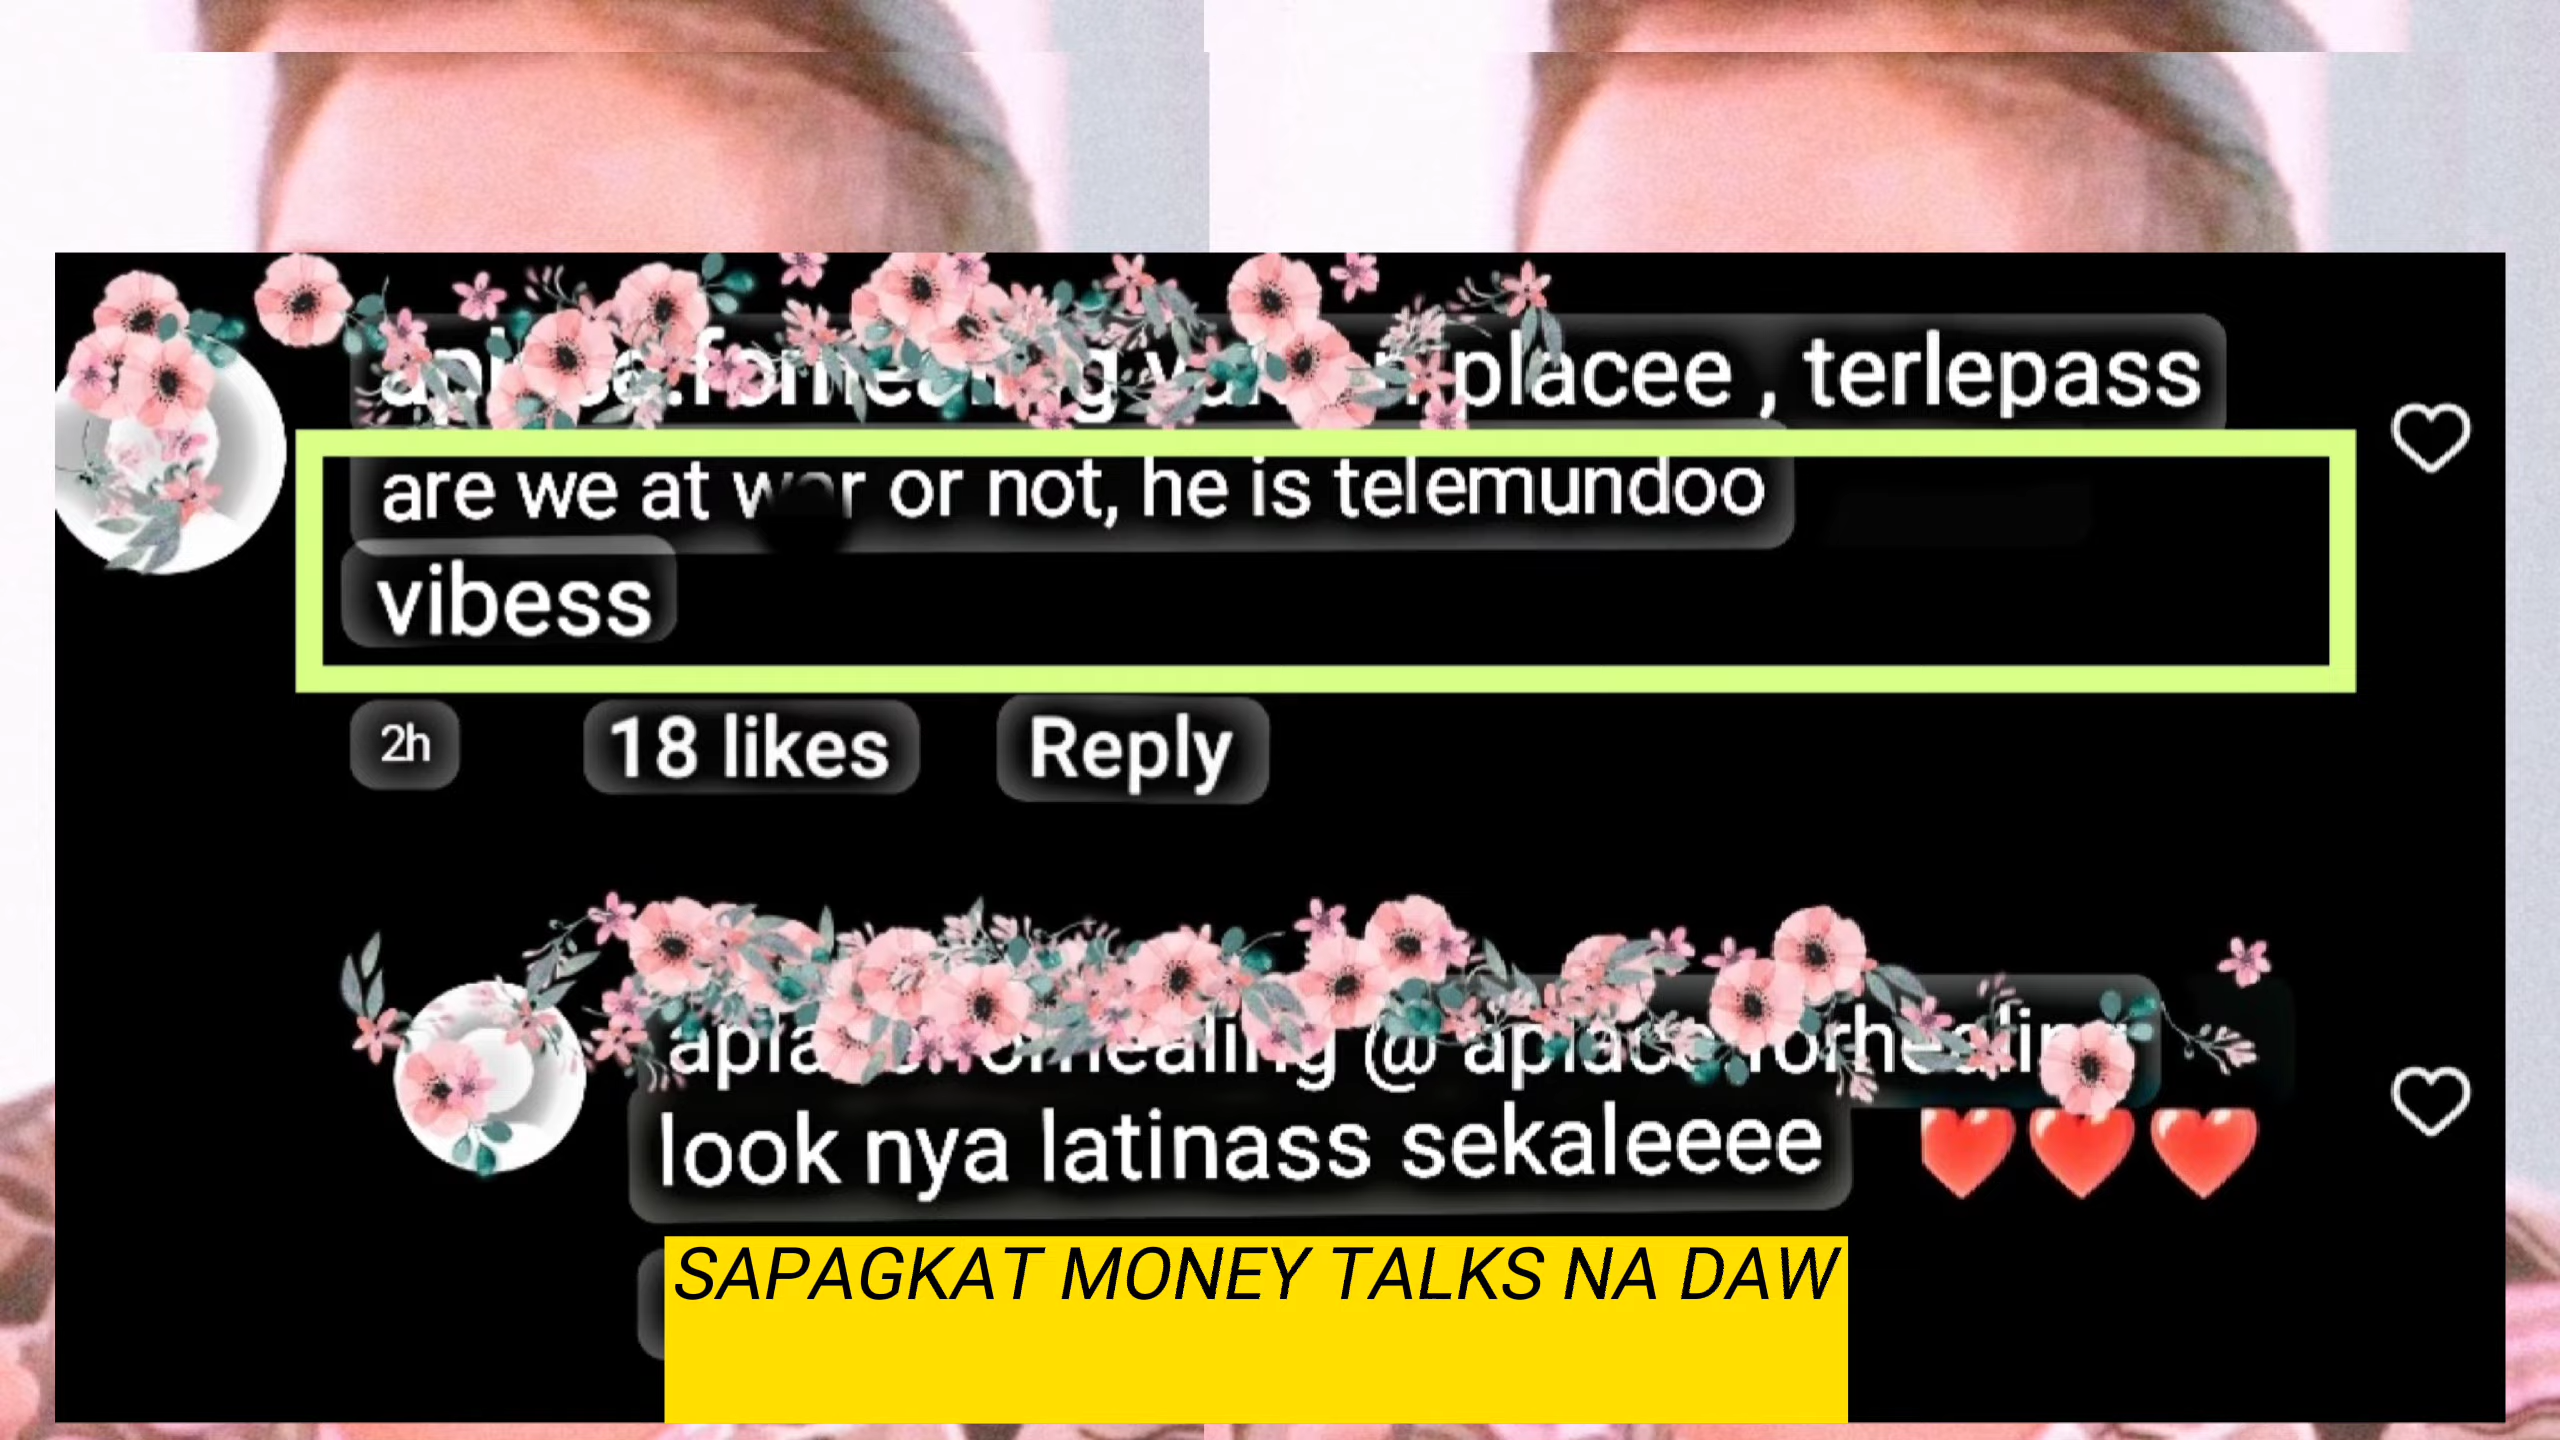 placee , terlepass
are we at war or not, he is telemundoo
vibess
2h 18 likes Reply
@
look nya latinass sekaleeee
SAPAGKAT MONEY TALKS NA DAW